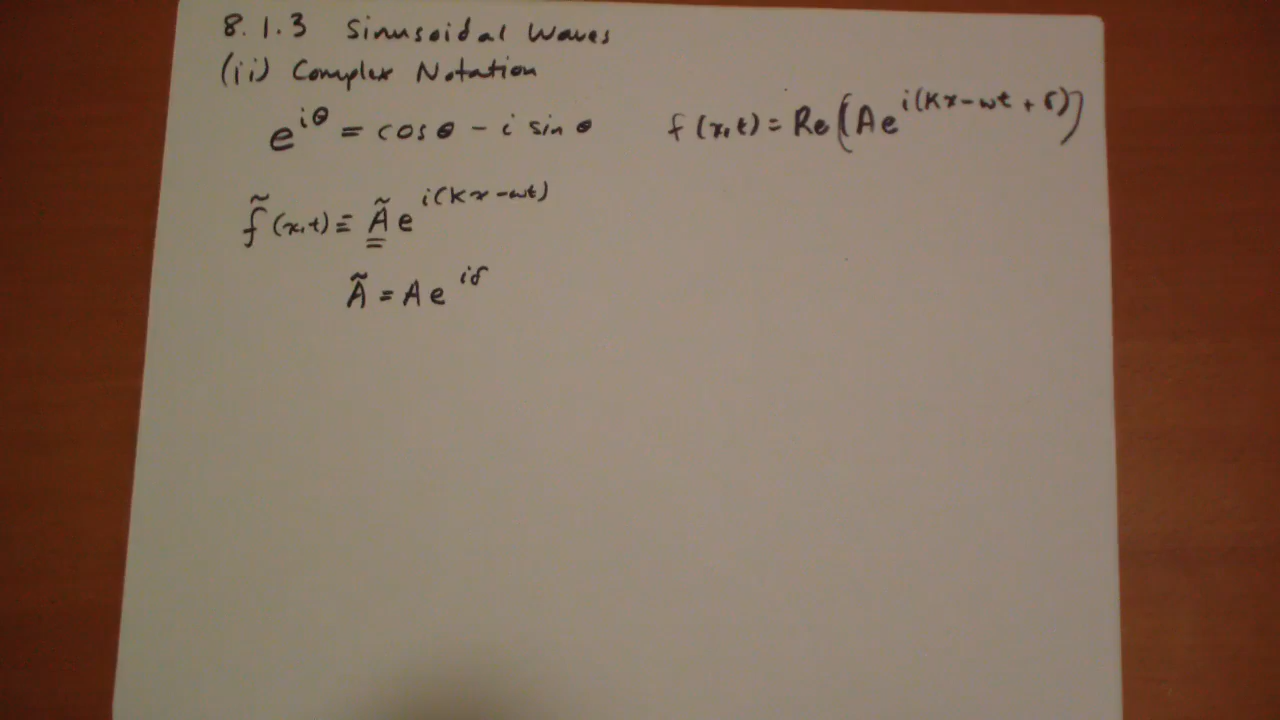 8.1.3 Sinusoidal Waves
(ii) Complex Notation
e^{iθ} = cos θ - i sin θ f(x,t) = Re(Ae^{i(kx-ωt+δ)})
f̃(x,t) ≡ Ãe^{i(kx-ωt)}
Ã = Ae^{iδ}